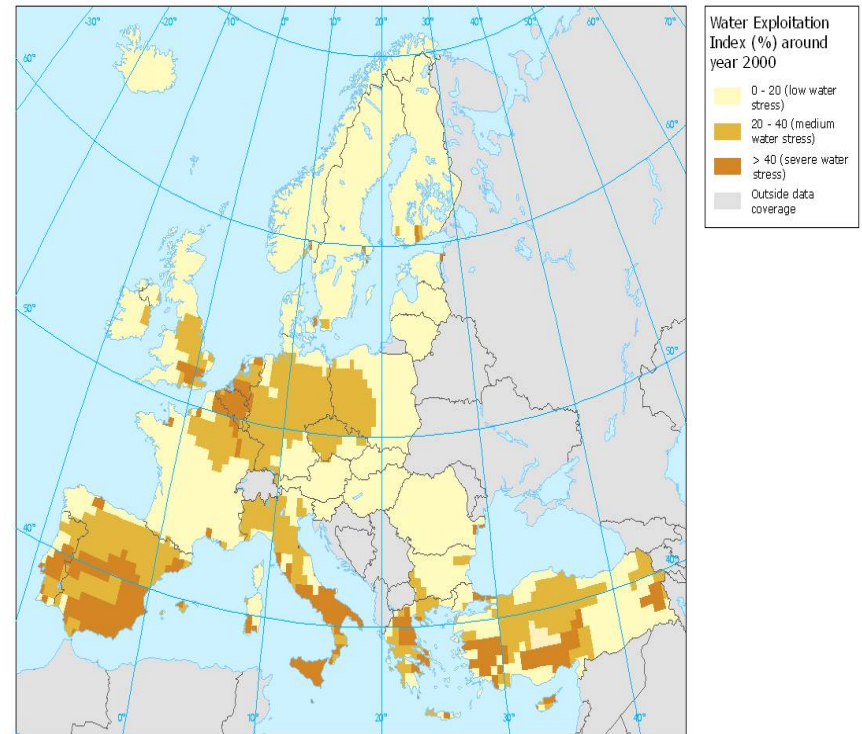 -30°
-20°
-10°
0°
10°
20°
30°
40°
50°
60°
70°
60°
60°
50°
50°
40°
40°
0°
10°
20°
30°
40°
Water Exploitation
Index (%) around
year 2000
0 - 20 (low water
stress)
20 - 40 (medium
water stress)
> 40 (severe water
stress)
Outside data
coverage